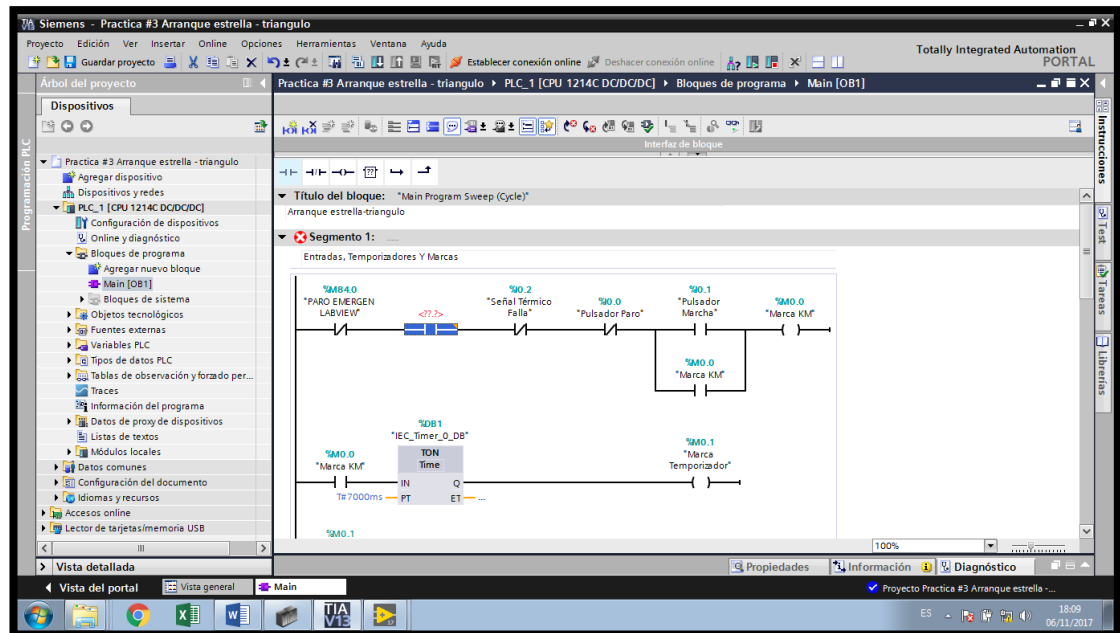 Siemens - Practica #3 Arranque estrella - triangulo
Proyecto Edición Ver Insertar Online Opciones Herramientas Ventana Ayuda
Totally Integrated Automation
PORTAL
Guardar proyecto
Establecer conexión online
Deshacer conexión online
Árbol del proyecto
Practica #3 Arranque estrella - triangulo PLC_1 [CPU 1214C DC/DC/DC] Bloques de programa Main [OB1]
Dispositivos
Programación PLC
Practica #3 Arranque estrella - triangulo
Agregar dispositivo
Dispositivos y redes
PLC_1 [CPU 1214C DC/DC/DC]
Configuración de dispositivos
Online y diagnóstico
Bloques de programa
Agregar nuevo bloque
Main [OB1]
Bloques de sistema
Objetos tecnológicos
Fuentes externas
Variables PLC
Tipos de datos PLC
Tablas de observación y forzado per...
Traces
Información del programa
Datos de proxy de dispositivos
Listas de textos
Módulos locales
Datos comunes
Configuración del documento
Idiomas y recursos
Accesos online
Lector de tarjetas/memoria USB
Vista detallada
Interfaz de bloque
Título del bloque: "Main Program Sweep (Cycle)"
Arranque estrella-triangulo
Segmento 1: .....
Entradas, Temporizadores Y Marcas
%M84.0
"PARO EMERGEN
LABVIEW"
<??.?>
%I0.2
"Señal Térmico
Falla"
%I0.0
"Pulsador Paro"
%I0.1
"Pulsador
Marcha"
%M0.0
"Marca KM"
%M0.0
"Marca KM"
%DB1
"IEC_Timer_0_DB"
%M0.0
"Marca KM"
TON
Time
IN Q
T#7000ms PT ET ...
%M0.1
"Marca
Temporizador"
%M0.1
100%
Instrucciones
Test
Tareas
Librerías
Propiedades
Información
Diagnóstico
Vista del portal
Vista general
Main
Proyecto Practica #3 Arranque estrella -...
TIA
V13
ES
18:09
06/11/2017